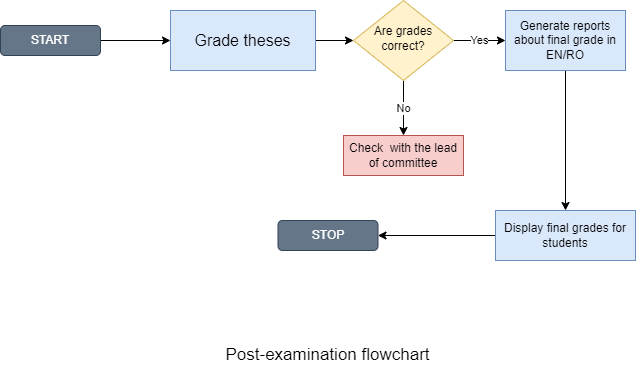 START
Grade theses
Are grades
correct?
Yes
Generate reports
about final grade in
EN/RO
No
Check  with the lead
of committee
Display final grades for
students
STOP
Post-examination flowchart